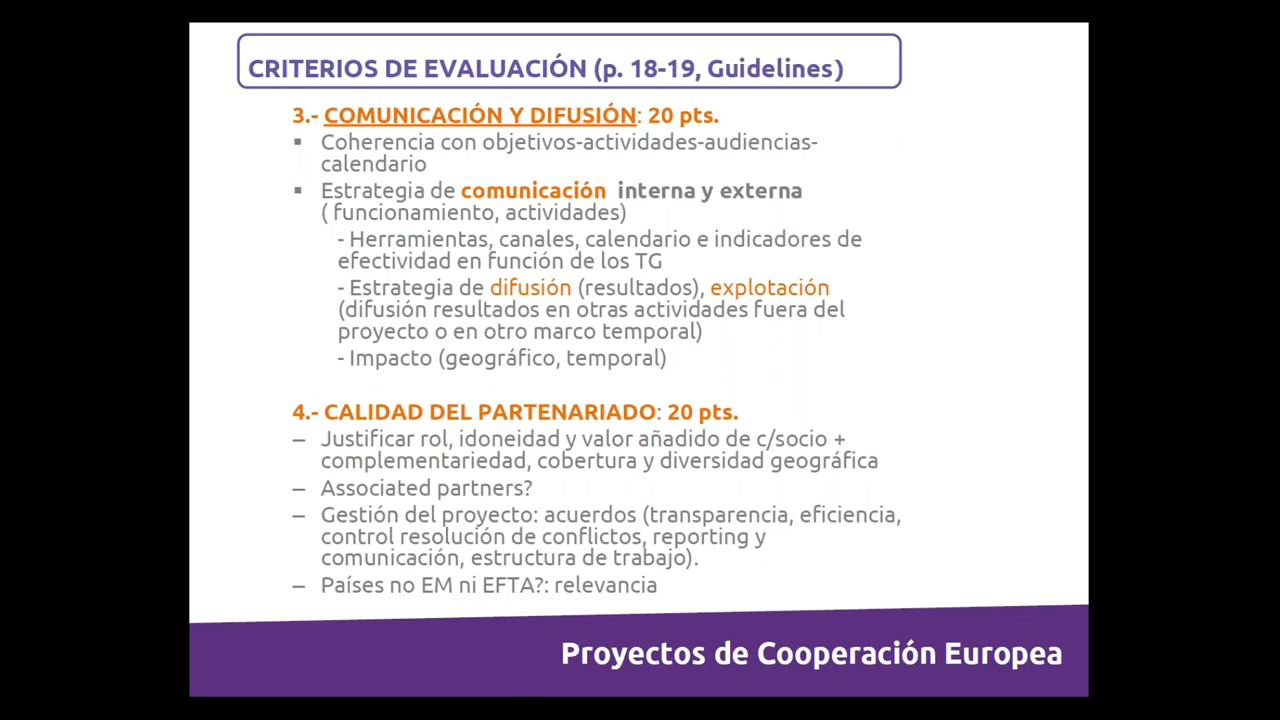 CRITERIOS DE EVALUACIÓN (p. 18-19, Guidelines)
3.- COMUNICACIÓN Y DIFUSIÓN: 20 pts.
▪ Coherencia con objetivos-actividades-audiencias-
calendario
▪ Estrategia de comunicación interna y externa
( funcionamiento, actividades)
- Herramientas, canales, calendario e indicadores de
efectividad en función de los TG
- Estrategia de difusión (resultados), explotación
(difusión resultados en otras actividades fuera del
proyecto o en otro marco temporal)
- Impacto (geográfico, temporal)
4.- CALIDAD DEL PARTENARIADO: 20 pts.
– Justificar rol, idoneidad y valor añadido de c/socio +
complementariedad, cobertura y diversidad geográfica
– Associated partners?
– Gestión del proyecto: acuerdos (transparencia, eficiencia,
control resolución de conflictos, reporting y
comunicación, estructura de trabajo).
– Países no EM ni EFTA?: relevancia
Proyectos de Cooperación Europea